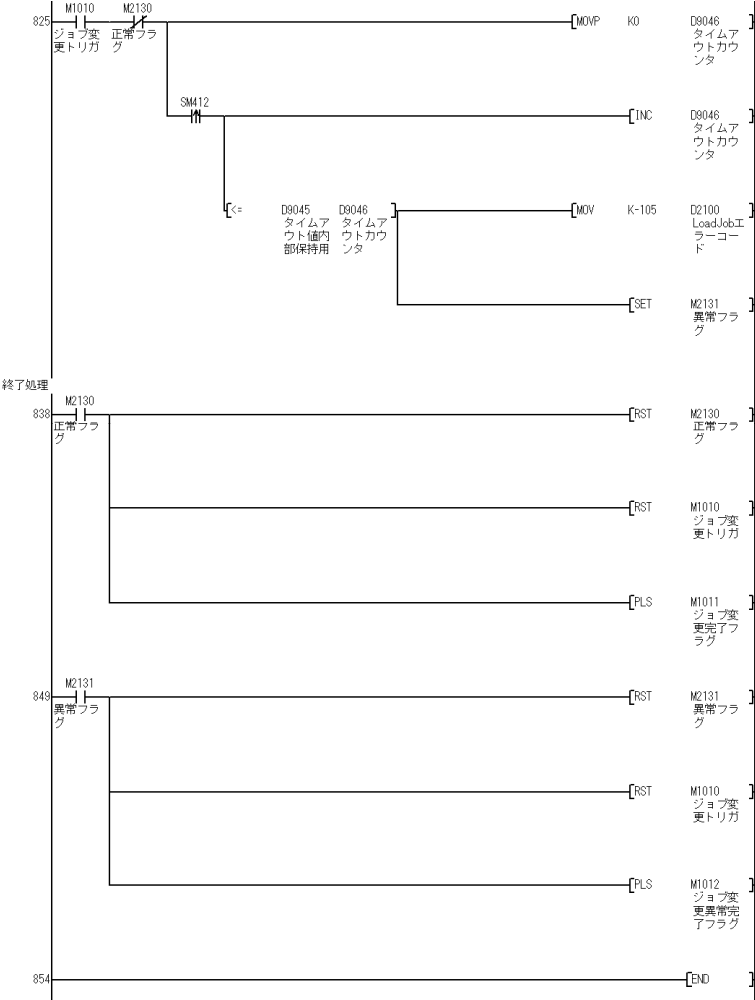 M1010 M2130
825 MOVP K0 D9046
ジョブ変 正常フラ タイムア
更トリガ グ ウトカウ
ンタ
SM412
INC D9046
タイムア
ウトカウ
ンタ
<= D9045 D9046 MOV K-105 D2100
タイムア タイムア LoadJobエ
ウト値内 ウトカウ ラーコー
部保持用 ンタ ド
SET M2131
異常フラ
グ
終了処理
M2130
838 RST M2130
正常フラ 正常フラ
グ グ
RST M1010
ジョブ変
更トリガ
PLS M1011
ジョブ変
更完了フ
ラグ
M2131
849 RST M2131
異常フラ 異常フラ
グ グ
RST M1010
ジョブ変
更トリガ
PLS M1012
ジョブ変
更異常完
了フラグ
854 END